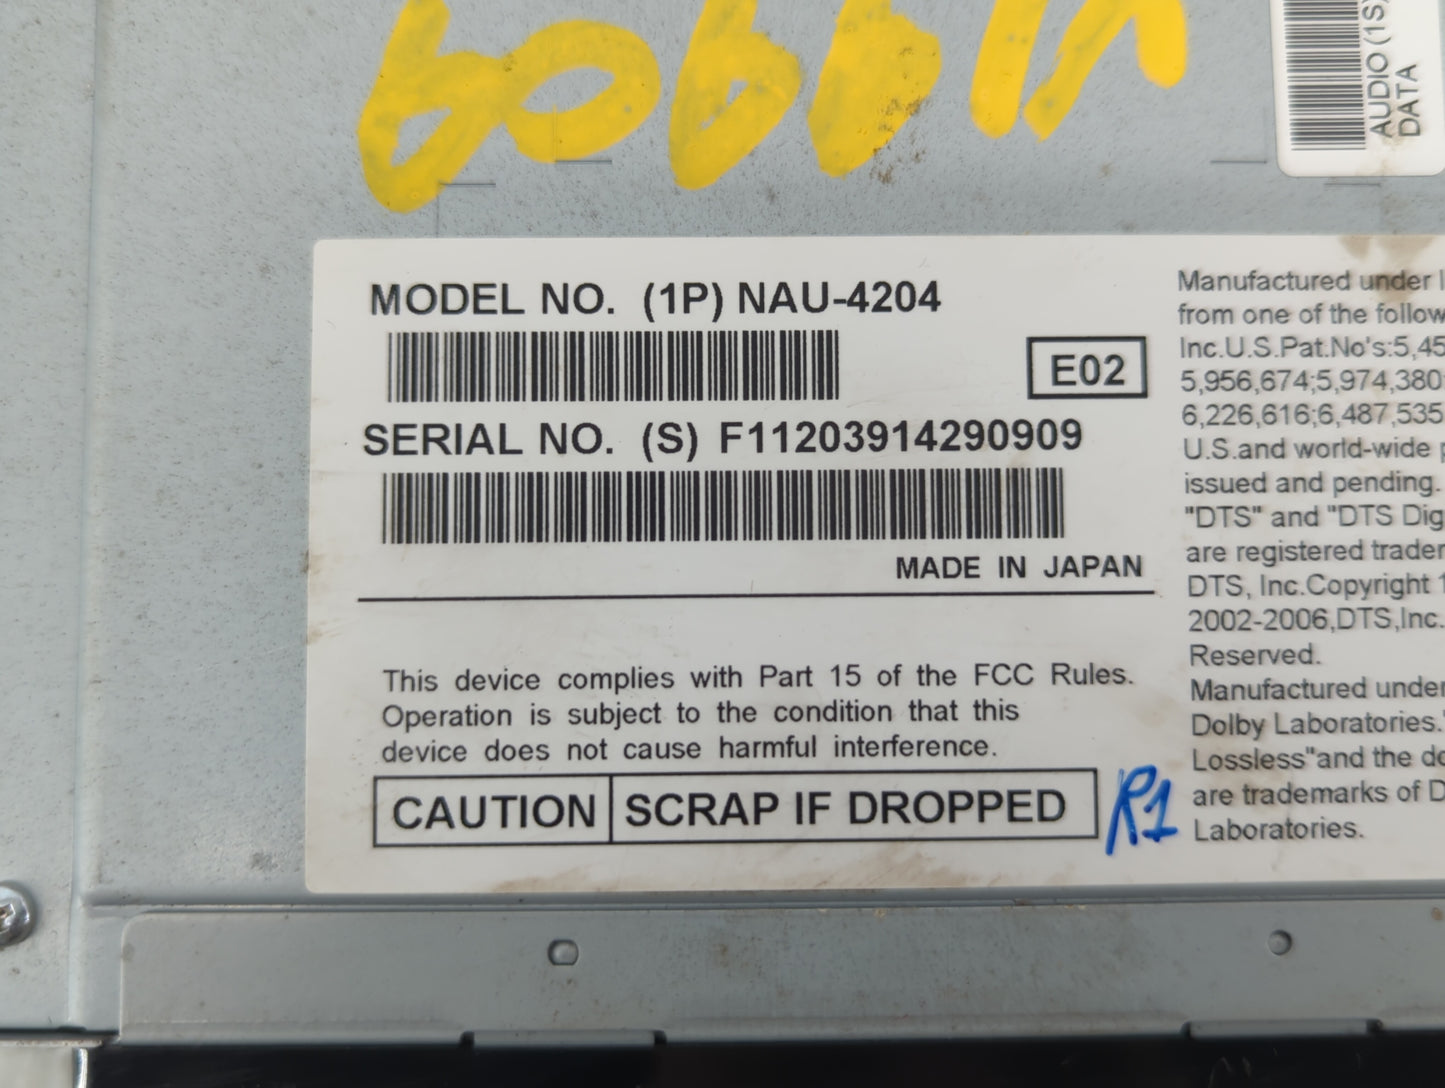 AUDIO (1S)
DATA
MODEL NO. (1P) NAU-4204
E02
SERIAL NO. (S) F11203914290909
MADE IN JAPAN
This device complies with Part 15 of the FCC Rules.
Operation is subject to the condition that this
device does not cause harmful interference.
CAUTION SCRAP IF DROPPED
R1
Manufactured under
from one of the
Inc.U.S.Pat.No's:5,45
5,956,674;5,974,380
6,226,616;6,487,535
U.S.and world-wide
issued and pending.
"DTS" and "DTS
are registered
DTS, Inc.Copyright
2002-2006,DTS,Inc.
Reserved.
Manufactured under
Dolby Laboratories.
Lossless"and the
are trademarks of
Laboratories.